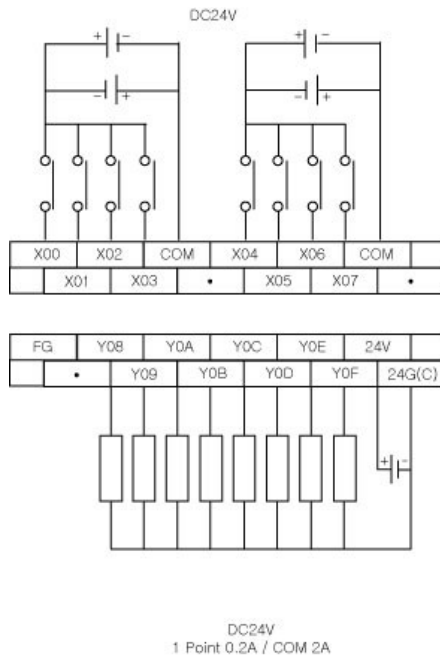 DC24V
+ - + -
- + - +
X00 X02 COM X04 X06 COM
X01 X03 • X05 X07 •
FG Y08 Y0A Y0C Y0E 24V
• Y09 Y0B Y0D Y0F 24G(C)
+ -
DC24V
1 Point 0.2A / COM 2A